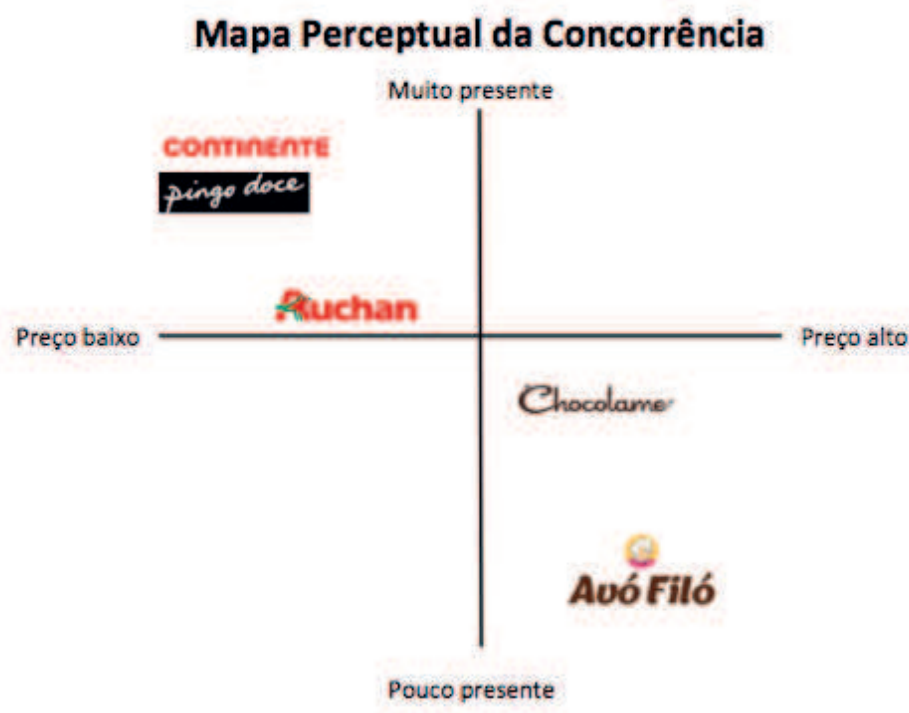 Mapa Perceptual da Concorrência
Muito presente
CONTINENTE
pingo doce
Auchan
Preço baixo
Preço alto
Chocolame
Avó Filó
Pouco presente